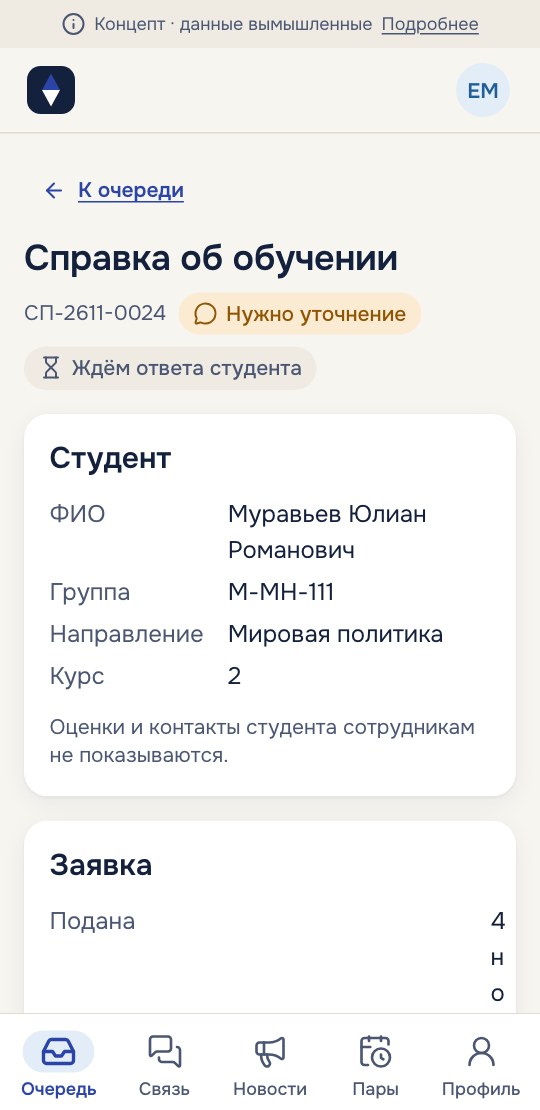 Концепт · данные вымышленные Подробнее
ЕМ
К очереди
Справка об обучении
СП-2611-0024 Нужно уточнение
Ждём ответа студента
Студент
ФИО Муравьев Юлиан
Романович
Группа М-МН-111
Направление Мировая политика
Курс 2
Оценки и контакты студента сотрудникам
не показываются.
Заявка
Подана 4
н
о
Очередь Связь Новости Пары Профиль